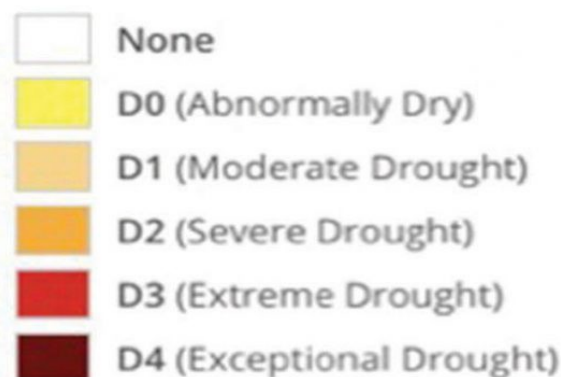 None
D0 (Abnormally Dry)
D1 (Moderate Drought)
D2 (Severe Drought)
D3 (Extreme Drought)
D4 (Exceptional Drought)